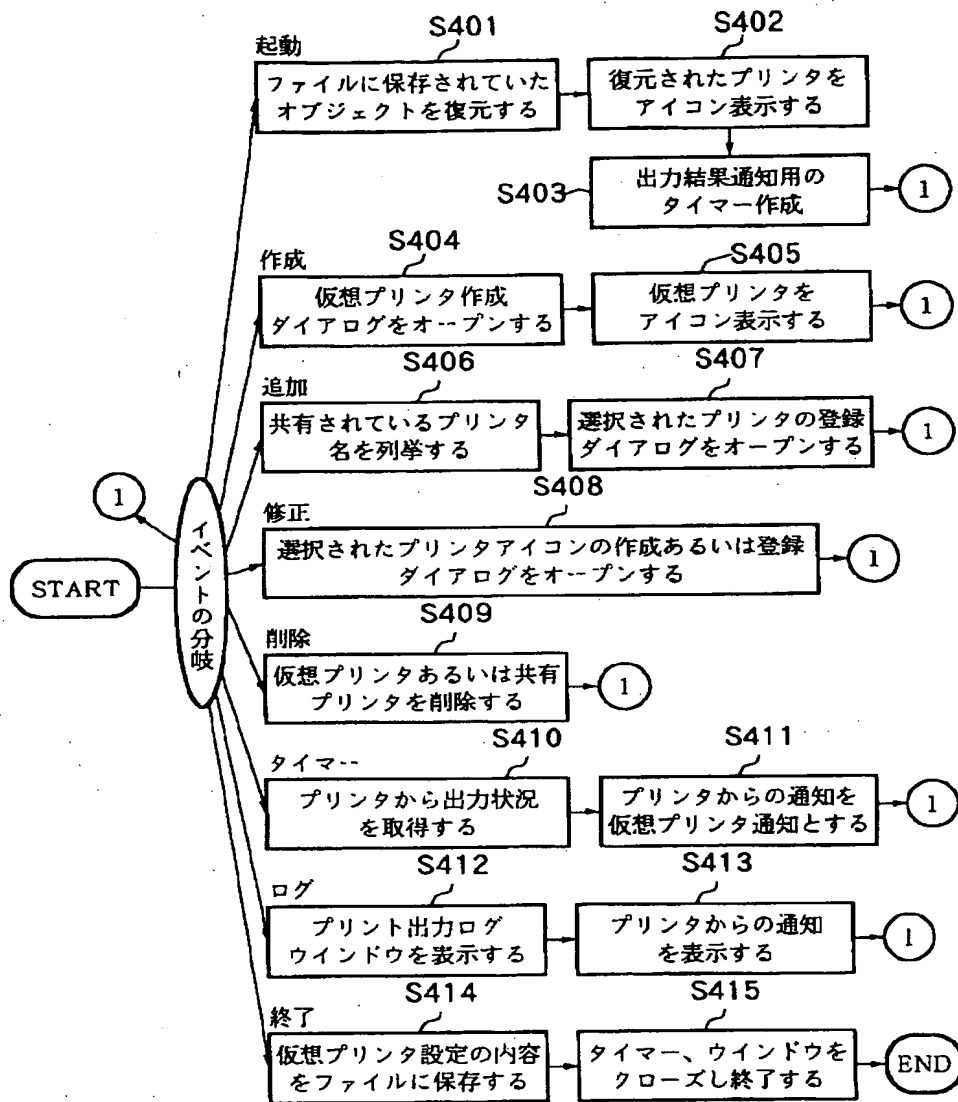 S401
S402
起動
ファイルに保存されていた
オブジェクトを復元する
復元されたプリンタを
アイコン表示する
S403
出力結果通知用の
タイマー作成
1
S404
S405
作成
仮想プリンタ作成
ダイアログをオープンする
仮想プリンタを
アイコン表示する
1
S406
S407
追加
共有されているプリンタ
名を列挙する
選択されたプリンタの登録
ダイアログをオープンする
1
1
S408
修正
選択されたプリンタアイコンの作成あるいは登録
ダイアログをオープンする
1
START
イベントの分岐
S409
削除
仮想プリンタあるいは共有
プリンタを削除する
1
S410
S411
タイマー
プリンタから出力状況
を取得する
プリンタからの通知を
仮想プリンタ通知とする
1
S412
S413
ログ
プリント出力ログ
ウインドウを表示する
プリンタからの通知
を表示する
1
S414
S415
終了
仮想プリンタ設定の内容
をファイルに保存する
タイマー、ウインドウを
クローズし終了する
END